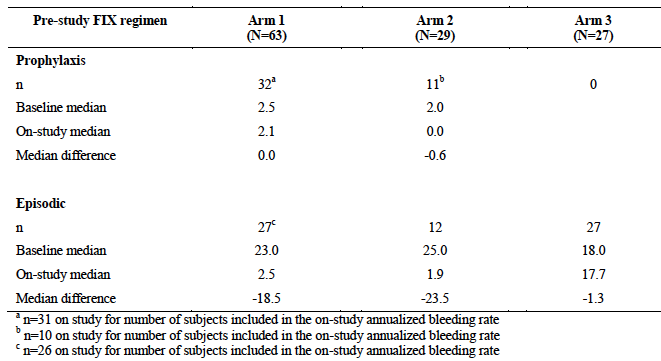 Pre-study FIX regimen Arm 1 Arm 2 Arm 3
(N=63) (N=29) (N=27)
Prophylaxis
n 32a 11b 0
Baseline median 2.5 2.0
On-study median 2.1 0.0
Median difference 0.0 -0.6
Episodic
n 27c 12 27
Baseline median 23.0 25.0 18.0
On-study median 2.5 1.9 17.7
Median difference -18.5 -23.5 -1.3
a n=31 on study for number of subjects included in the on-study annualized bleeding rate
b n=10 on study for number of subjects included in the on-study annualized bleeding rate
c n=26 on study for number of subjects included in the on-study annualized bleeding rate